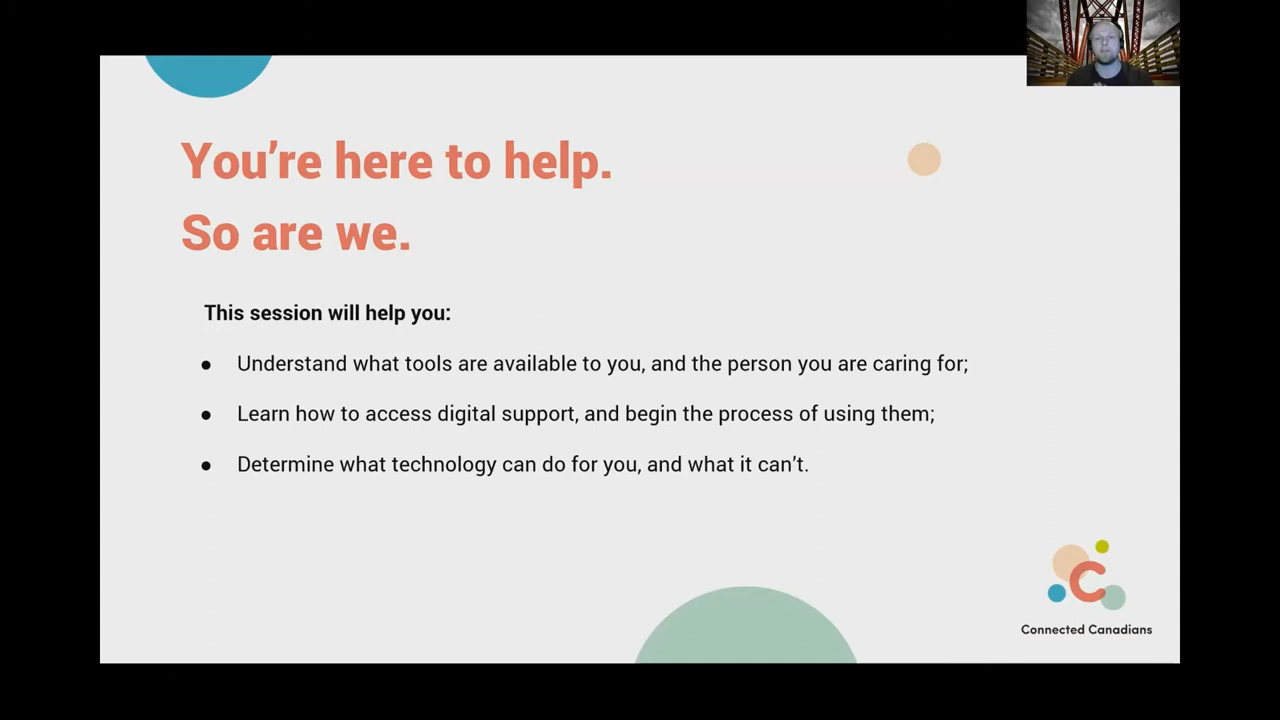 You're here to help.
So are we.
This session will help you:
● Understand what tools are available to you, and the person you are caring for;
● Learn how to access digital support, and begin the process of using them;
● Determine what technology can do for you, and what it can't.
C
Connected Canadians